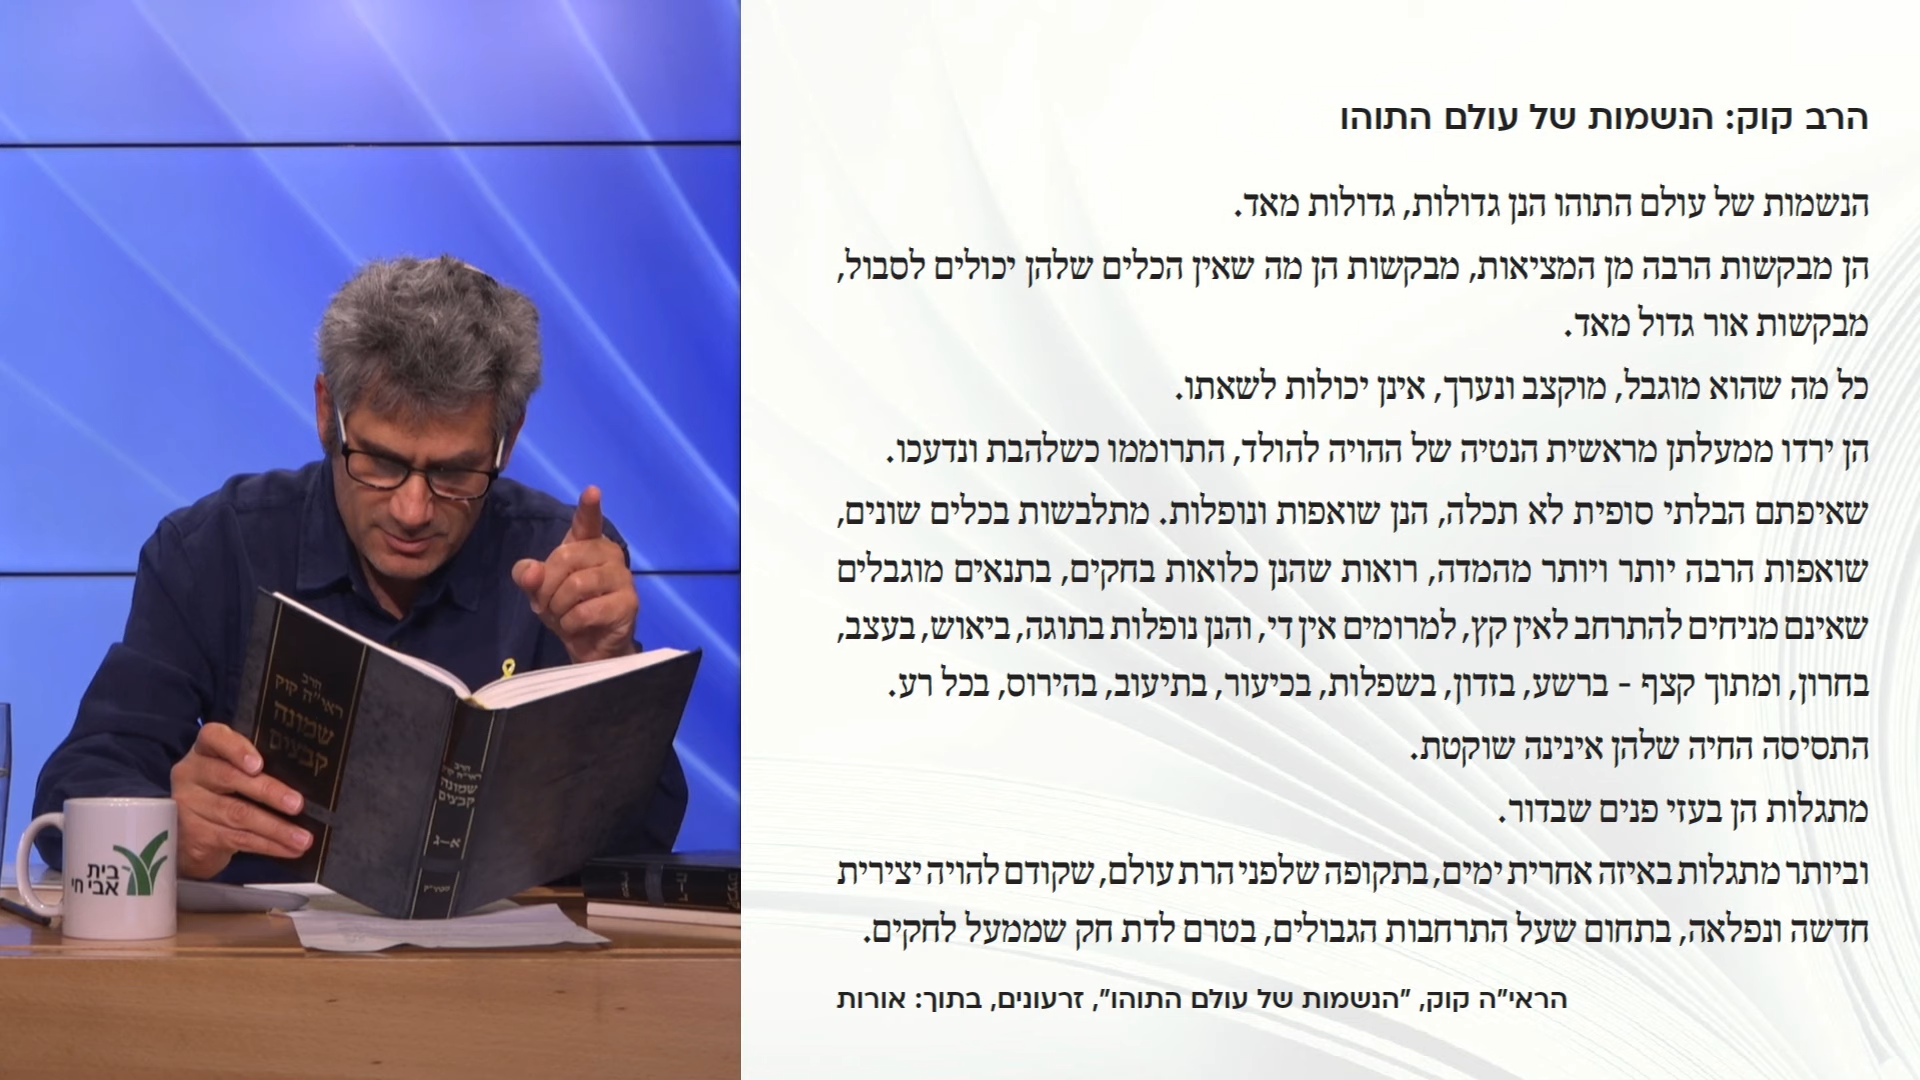 הרב קוק: הנשמות של עולם התוהו
הנשמות של עולם התוהו הנן גדולות, גדולות מאד.
הן מבקשות הרבה מן המציאות, מבקשות הן מה שאין הכלים שלהן יכולים לסבול,
מבקשות אור גדול מאד.
כל מה שהוא מוגבל, מוקצב ונערך, אינן יכולות לשאתו.
הן ירדו ממעלתן מראשית הנטיה של ההויה להולד, התרוממו כשלהבת ונדעכו.
שאיפתם הבלתי סופית לא תכלה, הנן שואפות ונופלות. מתלבשות בכלים שונים,
שואפות הרבה יותר ויותר מהמדה, רואות שהנן כלואות בחקים, בתנאים מוגבלים
שאינם מניחים להתרחב לאין קץ, למרומים אין די, והנן נופלות בתוגה, ביאוש, בעצב,
בחרון, ומתוך קצף - ברשע, בזדון, בשפלות, בכיעור, בתיעוב, בהירוס, בכל רע.
התסיסה החיה שלהן אינינה שוקטת.
מתגלות הן בעזי פנים שבדור.
וביותר מתגלות באיזה אחרית ימים, בתקופה שלפני הרת עולם, שקודם להויה יצירית
חדשה ונפלאה, בתחום שעל התרחבות הגבולים, בטרם לדת חק שממעל לחקים.
הראי"ה קוק, "הנשמות של עולם התוהו", זרעונים, בתוך: אורות
הרב
ראי"ה קוק
שמונה
קבצים
הרב
ראי"ה קוק
שמונה
קבצים
א-ג
בית
אבי חי